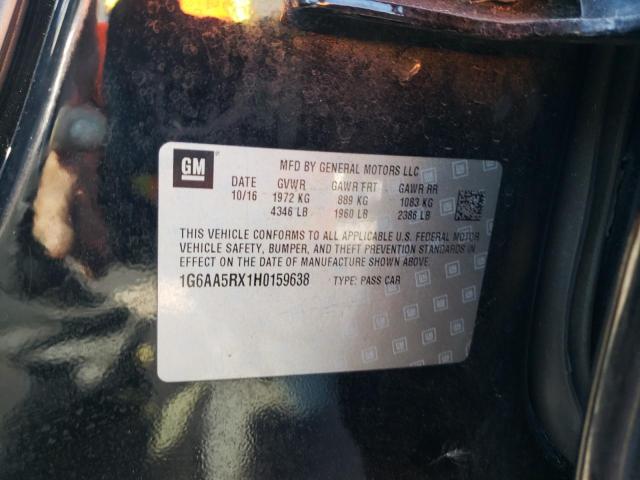 GM
MFD BY GENERAL MOTORS LLC
DATE GVWR GAWR FRT GAWR RR
10/16 1972 KG 889 KG 1083 KG
4346 LB 1960 LB 2386 LB
THIS VEHICLE CONFORMS TO ALL APPLICABLE U.S. FEDERAL MOTOR
VEHICLE SAFETY, BUMPER, AND THEFT PREVENTION STANDARDS IN
EFFECT ON THE DATE OF MANUFACTURE SHOWN ABOVE.
1G6AA5RX1H0159638 TYPE: PASS CAR